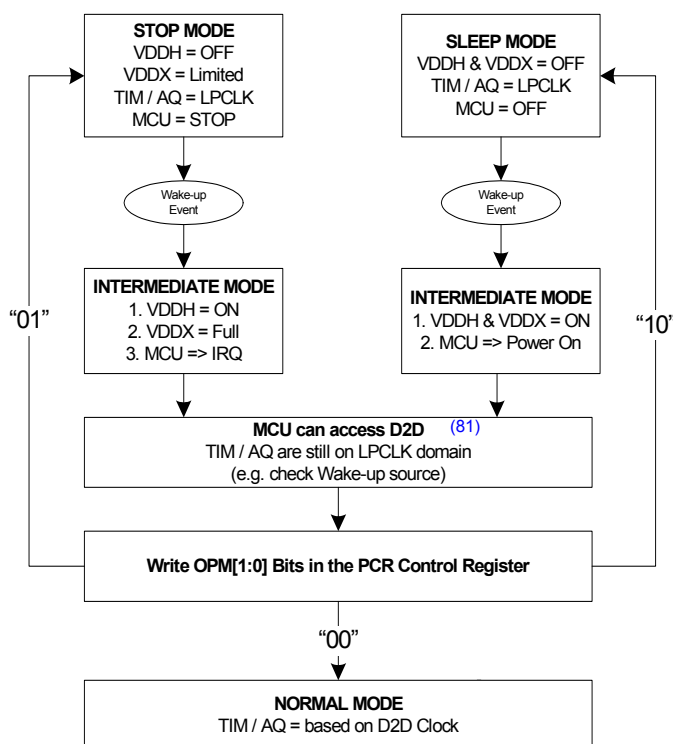 STOP MODE
VDDH = OFF
VDDX = Limited
TIM / AQ = LPCLK
MCU = STOP
SLEEP MODE
VDDH & VDDX = OFF
TIM / AQ = LPCLK
MCU = OFF
Wake-up
Event
Wake-up
Event
INTERMEDIATE MODE
1. VDDH = ON
2. VDDX = Full
3. MCU => IRQ
INTERMEDIATE MODE
1. VDDH & VDDX = ON
2. MCU => Power On
“01”
“10”
MCU can access D2D (81)
TIM / AQ are still on LPCLK domain
(e.g. check Wake-up source)
Write OPM[1:0] Bits in the PCR Control Register
“00”
NORMAL MODE
TIM / AQ = based on D2D Clock